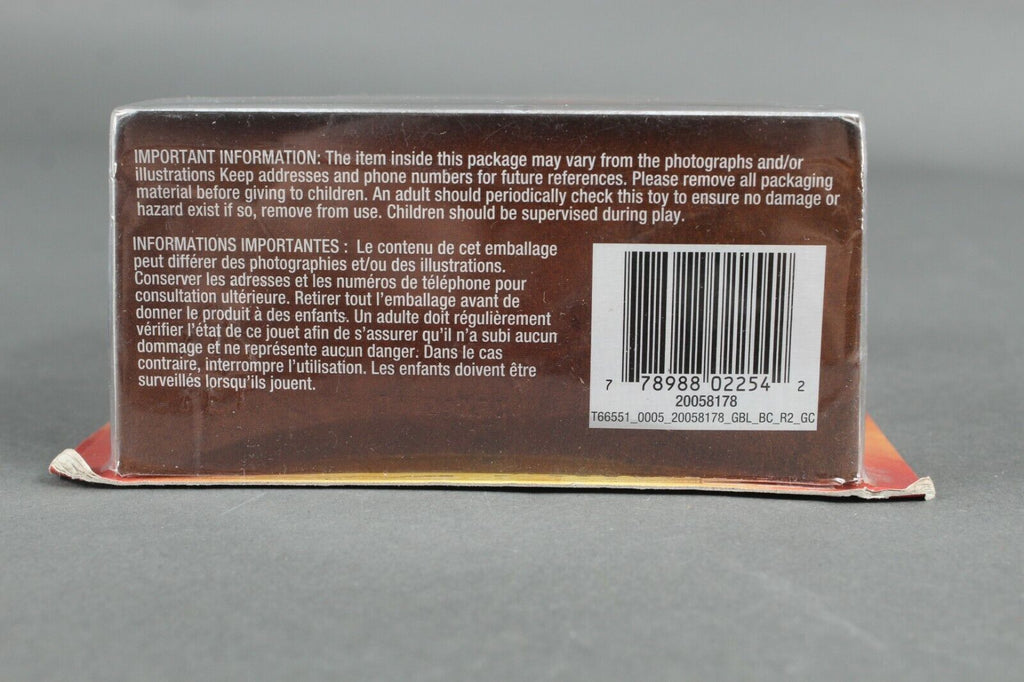 IMPORTANT INFORMATION: The item inside this package may vary from the photographs and/or
illustrations Keep addresses and phone numbers for future references. Please remove all packaging
material before giving to children. An adult should periodically check this toy to ensure no damage or
hazard exist if so, remove from use. Children should be supervised during play.
INFORMATIONS IMPORTANTES : Le contenu de cet emballage
peut différer des photographies et/ou des illustrations.
Conserver les adresses et les numéros de téléphone pour
consultation ultérieure. Retirer tout l'emballage avant de
donner le produit à des enfants. Un adulte doit régulièrement
vérifier l'état de ce jouet afin de s'assurer qu'il n'a subi aucun
dommage et ne représente aucun danger. Dans le cas
contraire, interrompre l'utilisation. Les enfants doivent être
surveillés lorsqu'ils jouent.
7 78988 02254 2
20058178
T66551_0005_20058178_GBL_BC_R2_GC